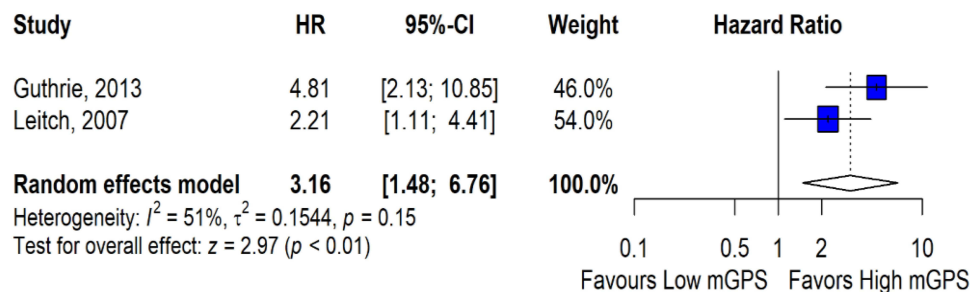 Study HR 95%-CI Weight Hazard Ratio
Guthrie, 2013 4.81 [2.13; 10.85] 46.0%
Leitch, 2007 2.21 [1.11; 4.41] 54.0%
Random effects model 3.16 [1.48; 6.76] 100.0%
Heterogeneity: I² = 51%, τ² = 0.1544, p = 0.15
Test for overall effect: z = 2.97 (p < 0.01)
0.1 0.5 1 2 10
Favours Low mGPS Favors High mGPS